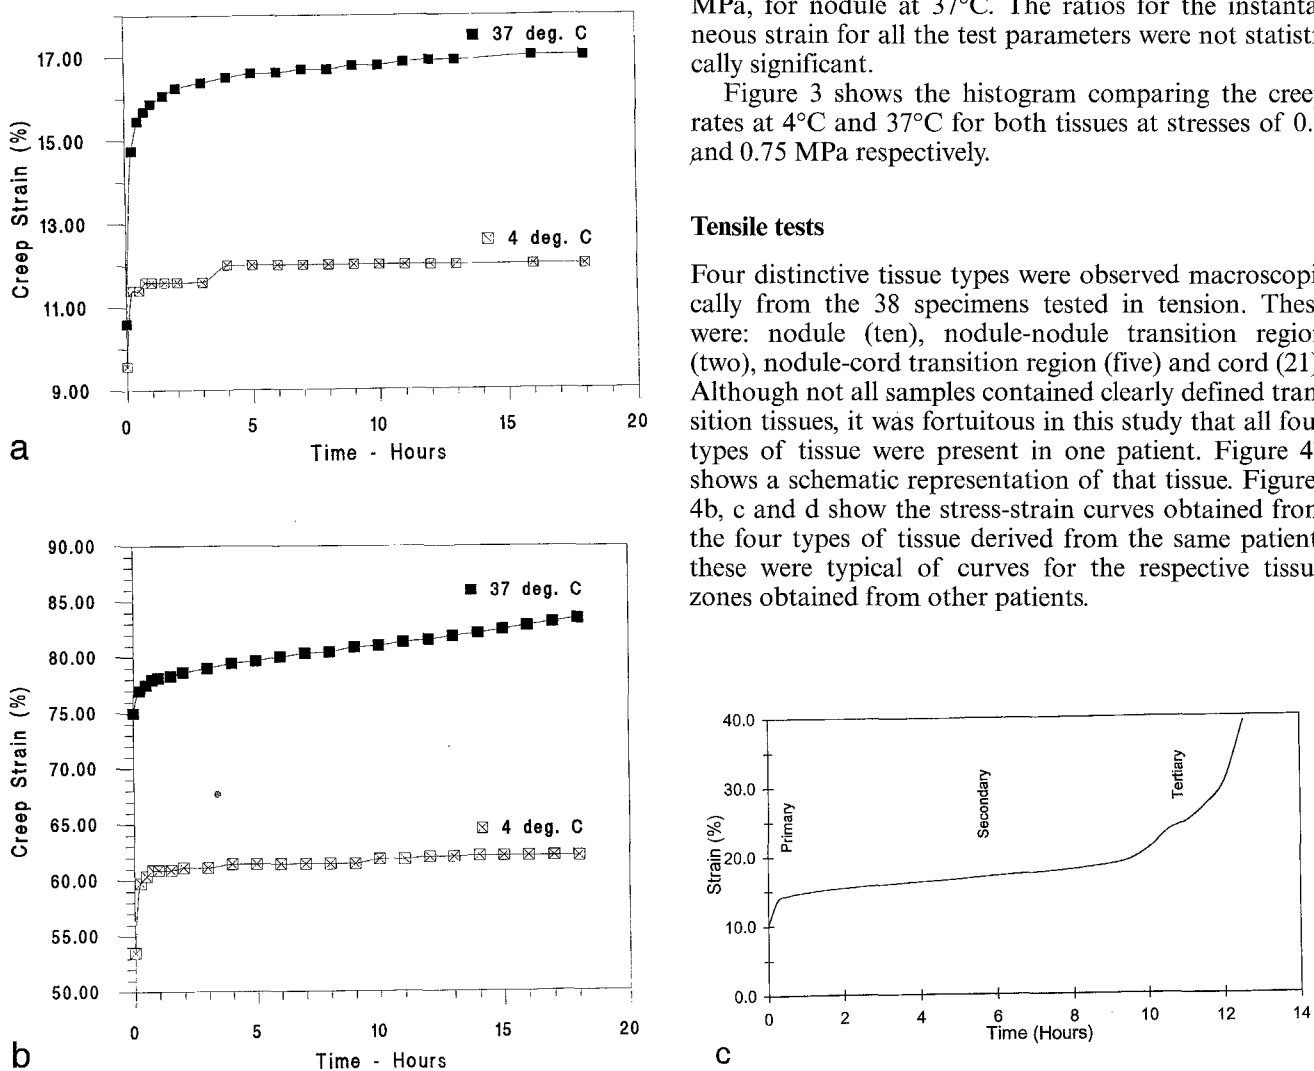 17.00
15.00
13.00
11.00
9.00
Creep Strain (%)
37 deg. C
4 deg. C
0 5 10 15 20
Time - Hours
a
90.00
85.00
80.00
75.00
70.00
65.00
60.00
55.00
50.00
Creep Strain (%)
37 deg. C
4 deg. C
0 5 10 15 20
Time - Hours
b
MPa, for nodule at 37°C. The ratios for the instanta
neous strain for all the test parameters were not statisti
cally significant.
Figure 3 shows the histogram comparing the cree
rates at 4°C and 37°C for both tissues at stresses of 0.
and 0.75 MPa respectively.
Tensile tests
Four distinctive tissue types were observed macroscopi
cally from the 38 specimens tested in tension. Thes
were: nodule (ten), nodule-nodule transition regio
(two), nodule-cord transition region (five) and cord (21)
Although not all samples contained clearly defined tran
sition tissues, it was fortuitous in this study that all fou
types of tissue were present in one patient. Figure 4
shows a schematic representation of that tissue. Figure
4b, c and d show the stress-strain curves obtained from
the four types of tissue derived from the same patient
these were typical of curves for the respective tissu
zones obtained from other patients.
40.0
30.0
20.0
10.0
0.0
Strain (%)
Primary
Secondary
Tertiary
0 2 4 6 8 10 12 14
Time (Hours)
c